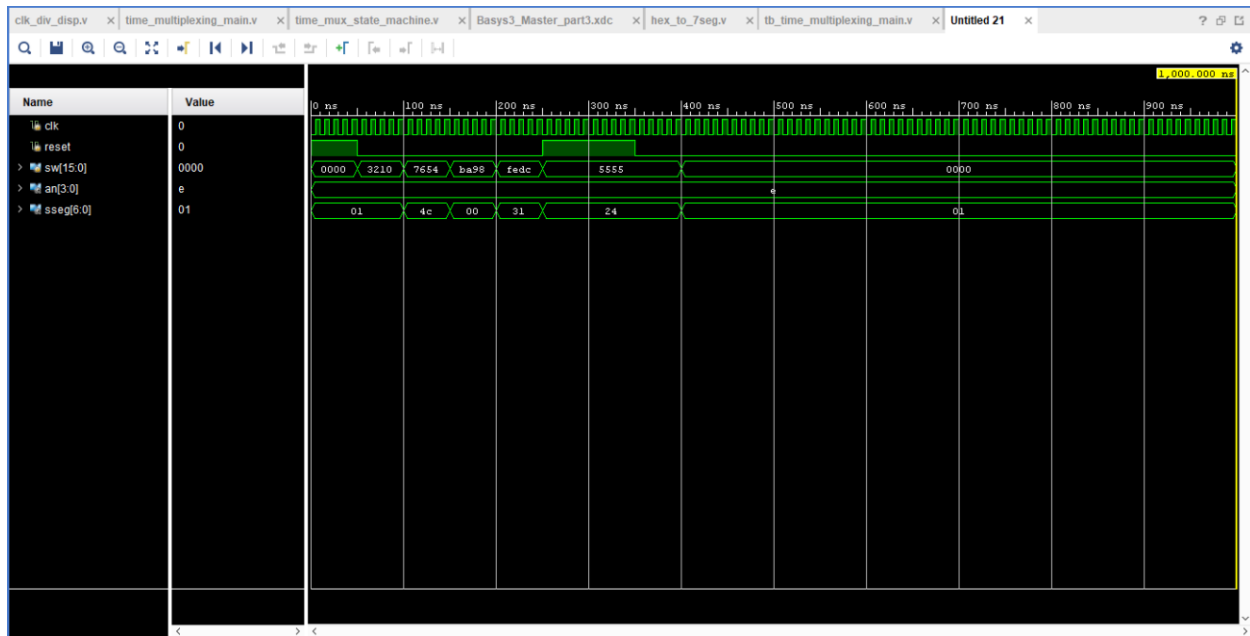 clk_div_disp.v × time_multiplexing_main.v × time_mux_state_machine.v × Basys3_Master_part3.xdc × hex_to_7seg.v × tb_time_multiplexing_main.v × Untitled 21 ×
1,000.000 ns
Name Value
0 ns 100 ns 200 ns 300 ns 400 ns 500 ns 600 ns 700 ns 800 ns 900 ns
clk 0
reset 0
sw[15:0] 0000 0000 3210 7654 ba98 fedc 5555 0000
an[3:0] e e
sseg[6:0] 01 01 4c 00 31 24 01